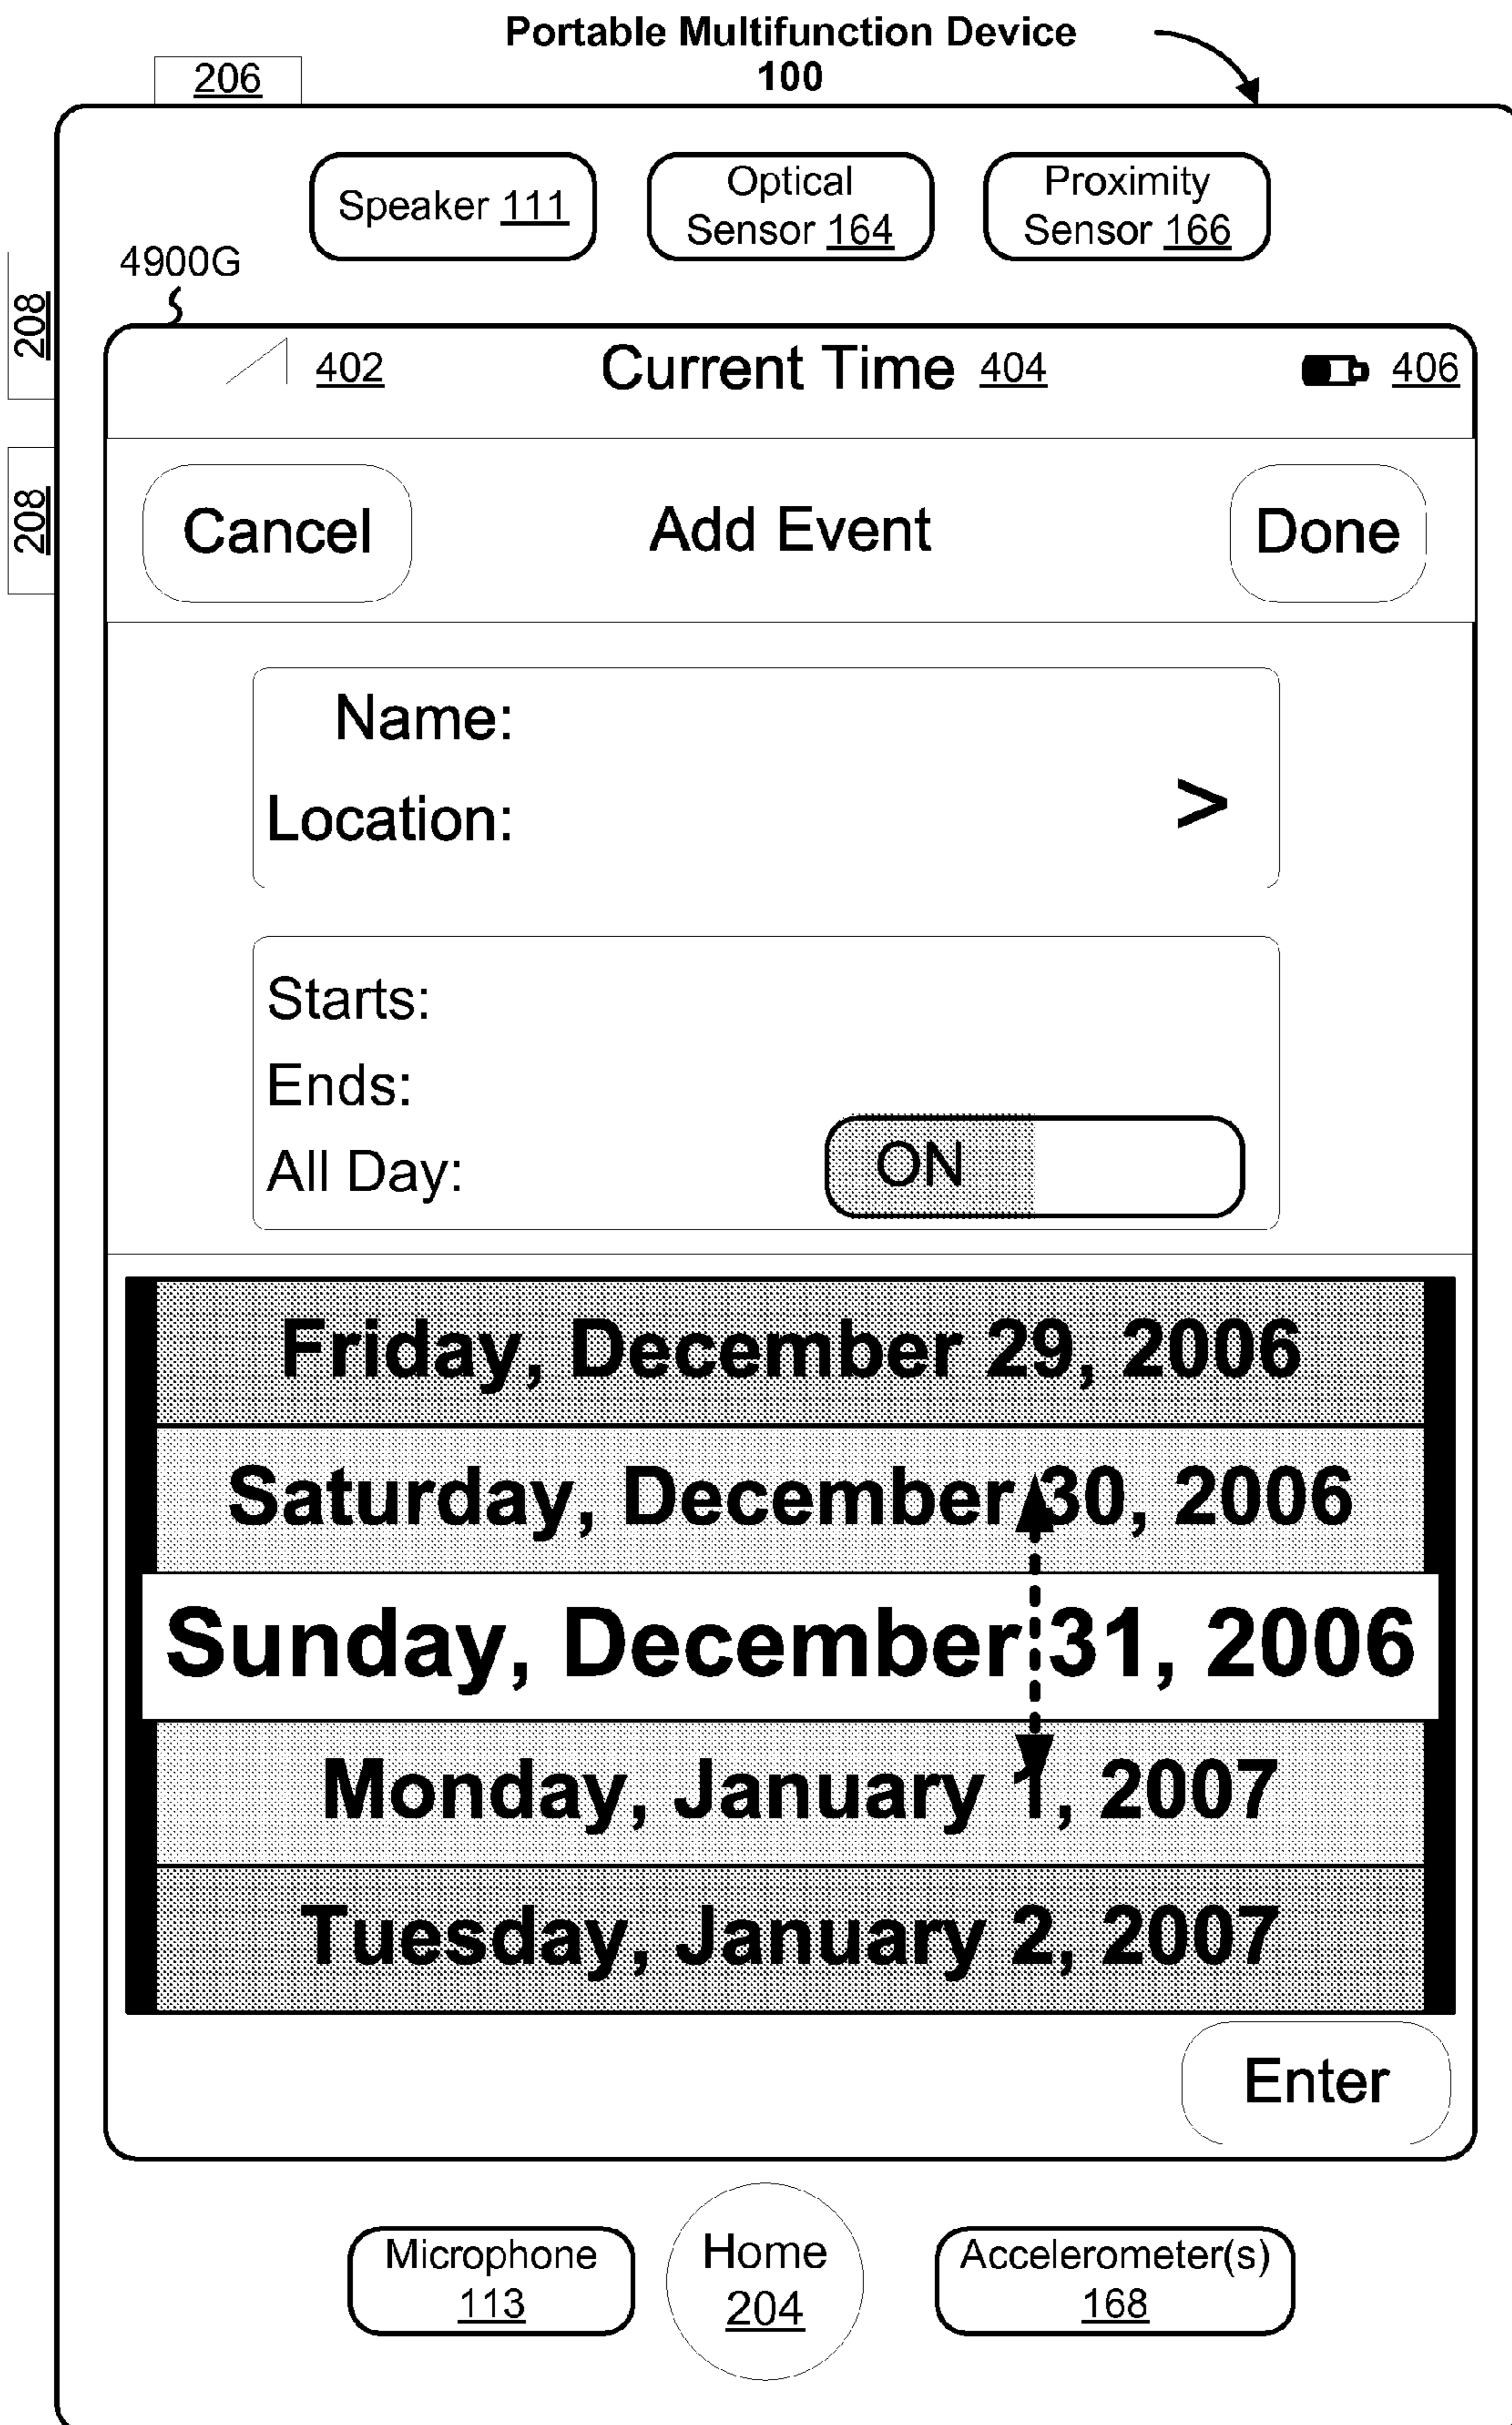 Portable Multifunction Device
100
206
Speaker 111
Optical
Sensor 164
Proximity
Sensor 166
4900G
208
208
402
Current Time 404
406
Cancel
Add Event
Done
Name:
Location:
>
Starts:
Ends:
All Day:
ON
Friday, December 29, 2006
Saturday, December 30, 2006
Sunday, December 31, 2006
Monday, January 1, 2007
Tuesday, January 2, 2007
Enter
Microphone
113
Home
204
Accelerometer(s)
168